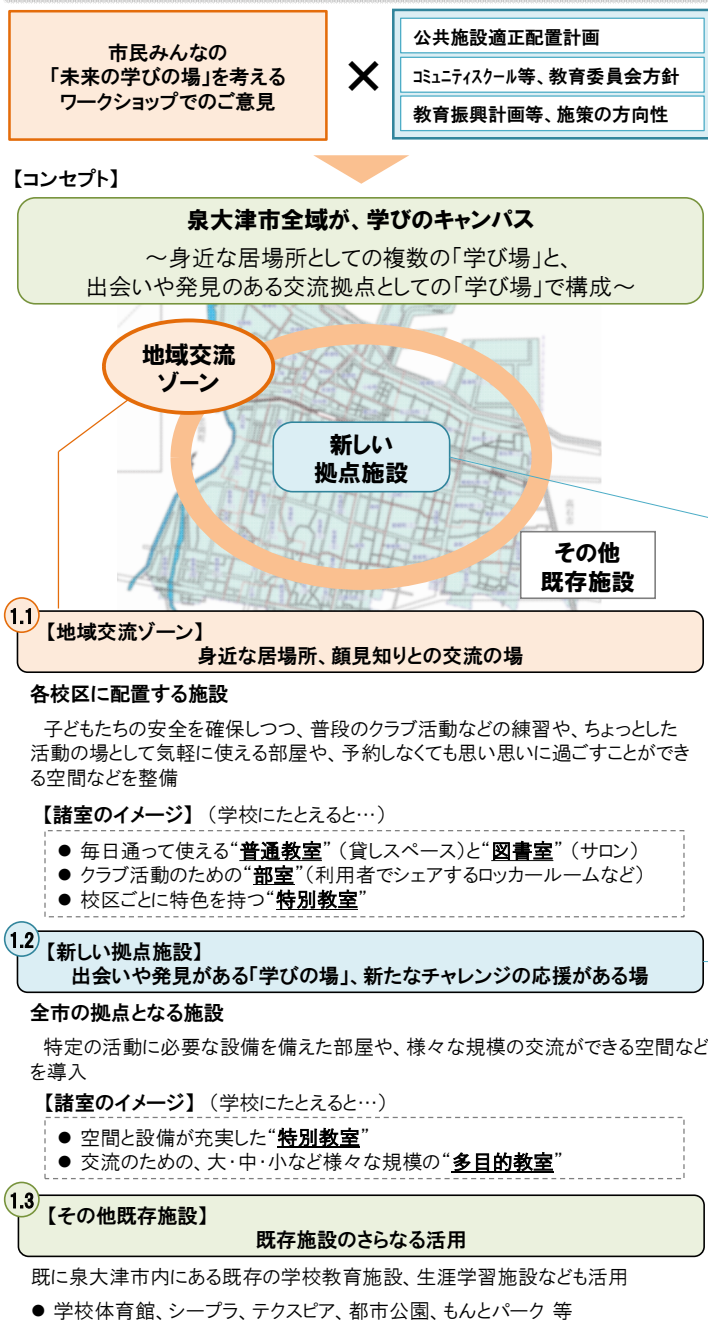 市民みんなの
「未来の学びの場」を考える
ワークショップでのご意見
×
公共施設適正配置計画
コミュニティスクール等、教育委員会方針
教育振興計画等、施策の方向性
【コンセプト】
泉大津市全域が、学びのキャンパス
～身近な居場所としての複数の「学び場」と、
出会いや発見のある交流拠点としての「学び場」で構成～
地域交流
ゾーン
新しい
拠点施設
その他
既存施設
1.1
【地域交流ゾーン】
身近な居場所、顔見知りとの交流の場
各校区に配置する施設
子どもたちの安全を確保しつつ、普段のクラブ活動などの練習や、ちょっとした
活動の場として気軽に使える部屋や、予約しなくても思い思いに過ごすことができ
る空間などを整備
【諸室のイメージ】（学校にたとえると…）
● 毎日通って使える“普通教室”（貸しスペース）と“図書室”（サロン）
● クラブ活動のための“部室”（利用者でシェアするロッカールームなど）
● 校区ごとに特色を持つ“特別教室”
1.2
【新しい拠点施設】
出会いや発見がある「学びの場」、新たなチャレンジの応援がある場
全市の拠点となる施設
特定の活動に必要な設備を備えた部屋や、様々な規模の交流ができる空間など
を導入
【諸室のイメージ】（学校にたとえると…）
● 空間と設備が充実した“特別教室”
● 交流のための、大・中・小など様々な規模の“多目的教室”
1.3
【その他既存施設】
既存施設のさらなる活用
既に泉大津市内にある既存の学校教育施設、生涯学習施設なども活用
● 学校体育館、シープラ、テクスピア、都市公園、もんとパーク 等